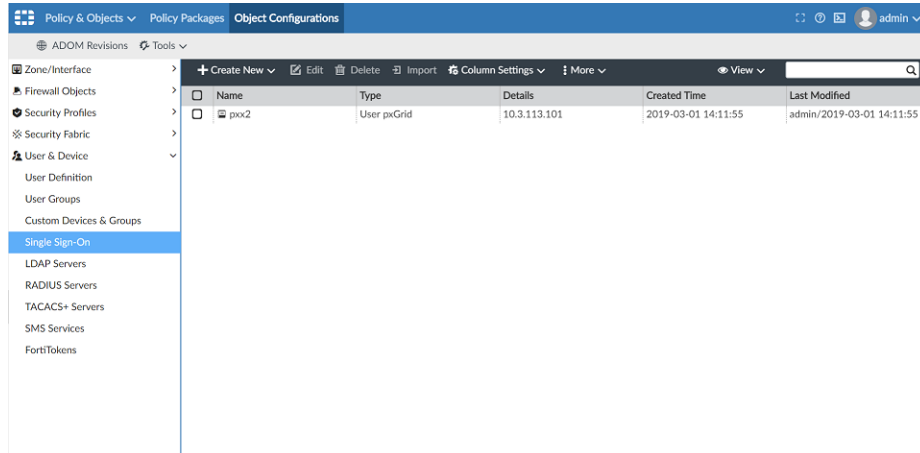 Policy & Objects Policy Packages Object Configurations admin
ADOM Revisions Tools
Zone/Interface
Firewall Objects
Security Profiles
Security Fabric
User & Device
User Definition
User Groups
Custom Devices & Groups
Single Sign-On
LDAP Servers
RADIUS Servers
TACACS+ Servers
SMS Services
FortiTokens
Create New Edit Delete Import Column Settings More View
Name Type Details Created Time Last Modified
pxx2 User pxGrid 10.3.113.101 2019-03-01 14:11:55 admin/2019-03-01 14:11:55